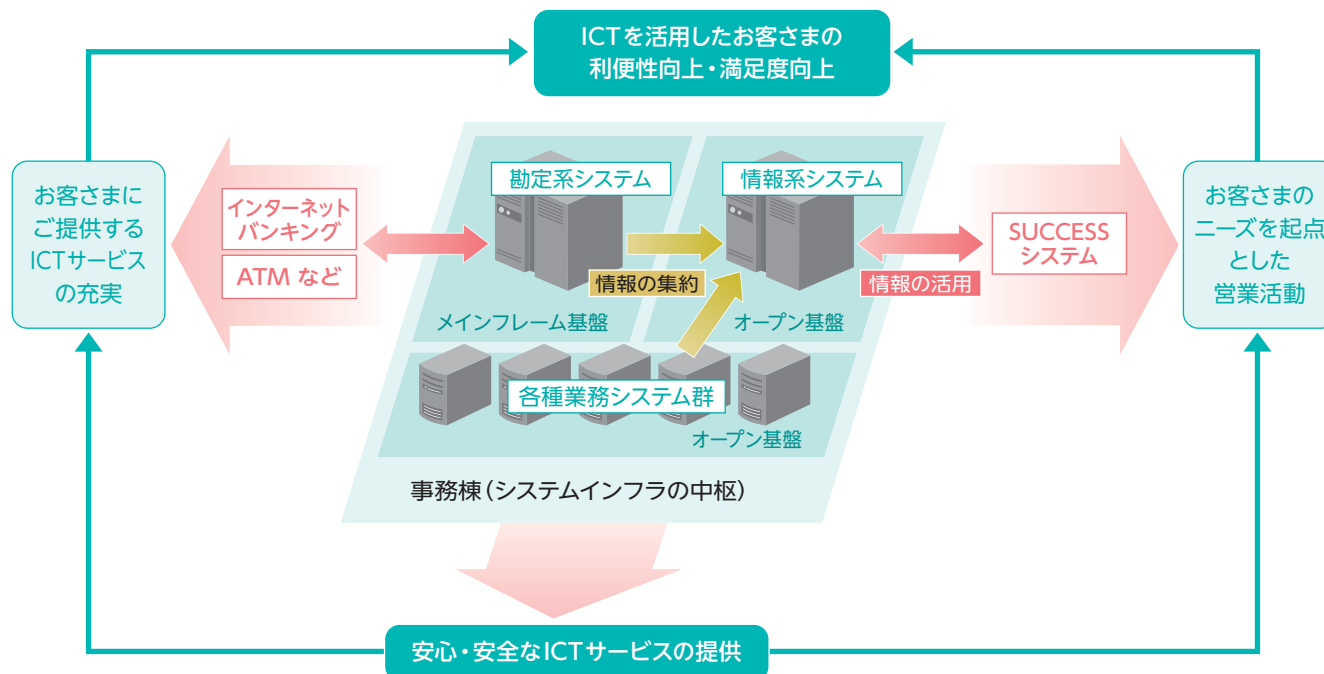 ICTを活用したお客さまの
利便性向上・満足度向上
お客さまに
ご提供する
ICTサービス
の充実
インターネット
バンキング
ATM など
勘定系システム
情報系システム
情報の集約
情報の活用
メインフレーム基盤
オープン基盤
SUCCESS
システム
お客さまの
ニーズを起点
とした
営業活動
各種業務システム群
オープン基盤
事務棟（システムインフラの中枢）
安心・安全なICTサービスの提供